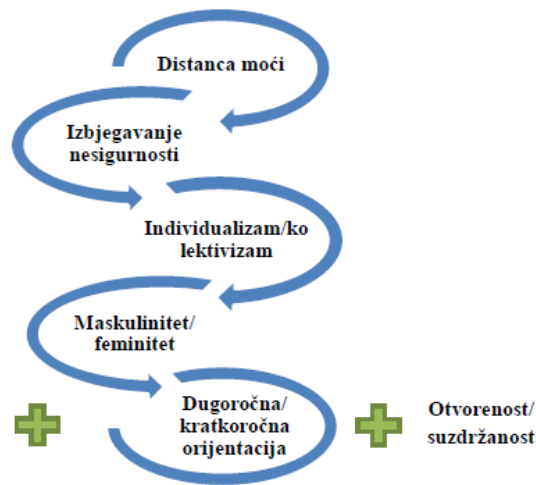 Distanca moći
Izbjegavanje
nesigurnosti
Individualizam/ko
lektivizam
Maskulinitet/
feminitet
Dugoročna/
kratkoročna
orijentacija
Otvorenost/
suzdržanost